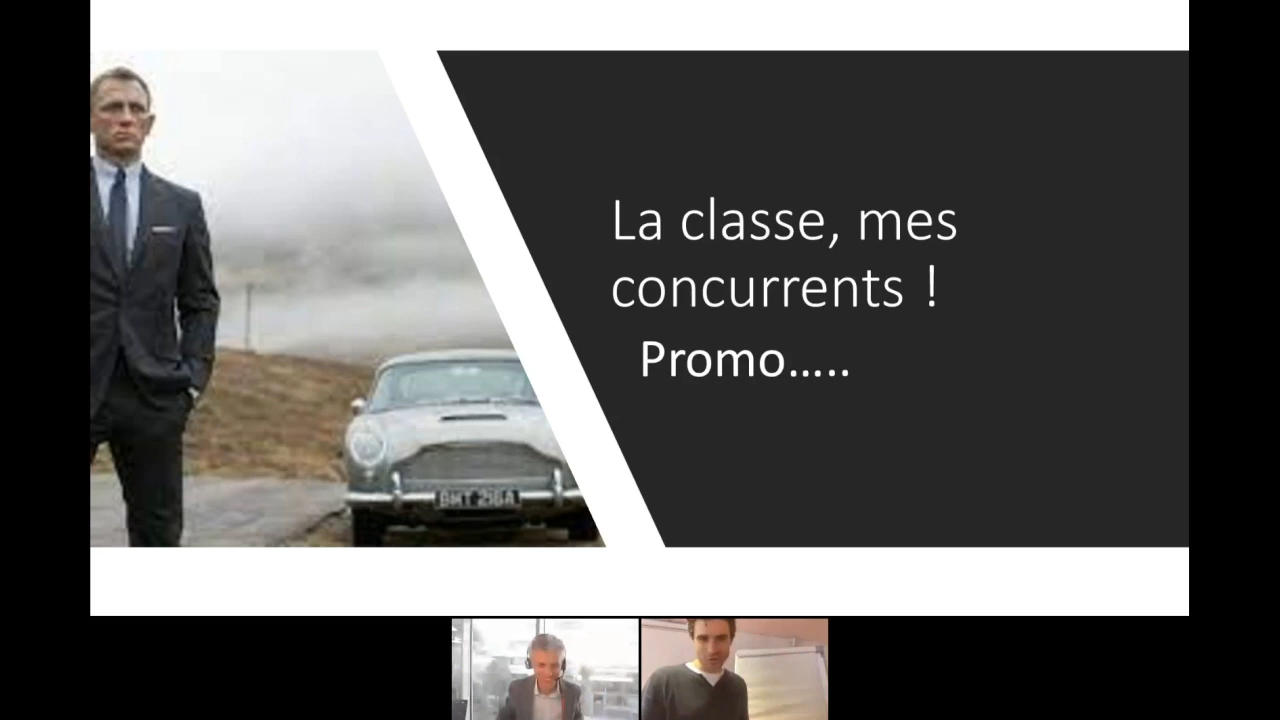 La classe, mes
concurrents !
Promo.....
BMT 216A